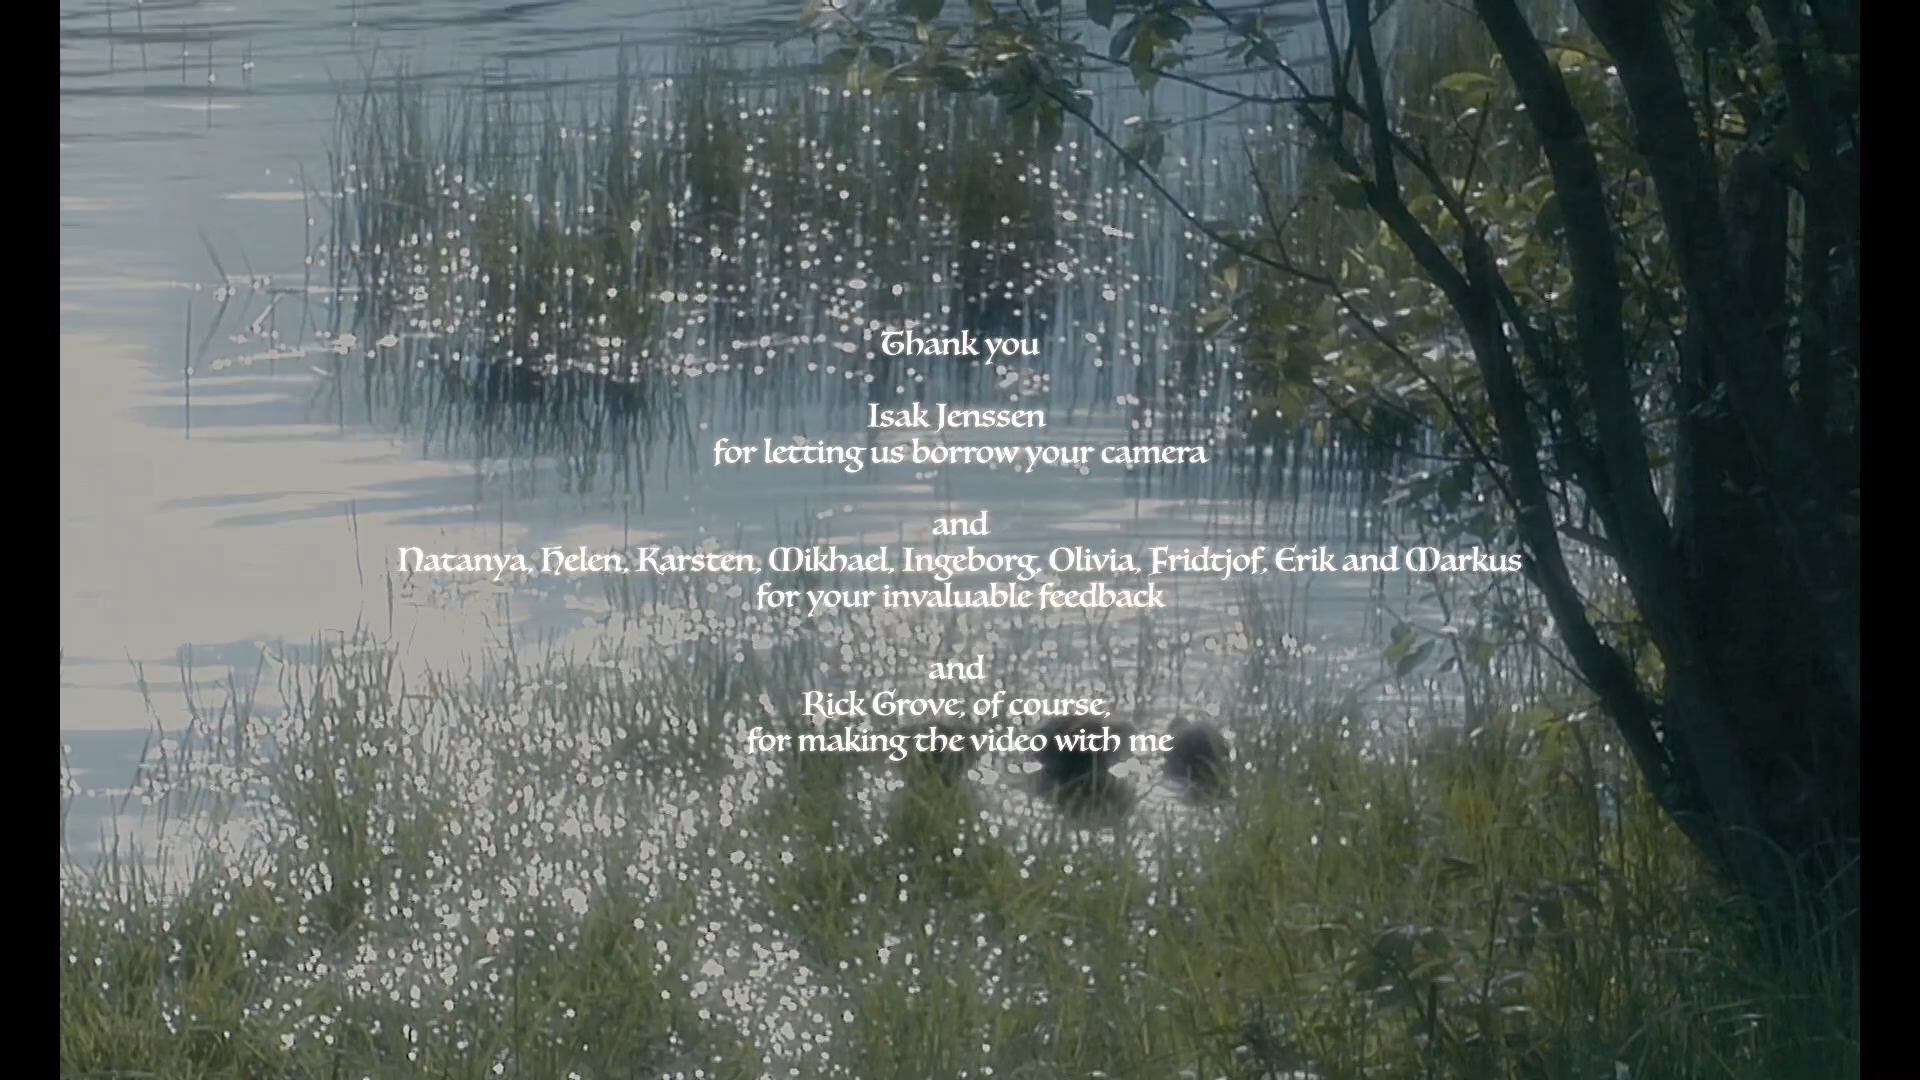 Thank you
Isak Jenssen
for letting us borrow your camera
and
Natanya, Helen, Karsten, Mikhael, Ingeborg, Olivia, Fridtjof, Erik and Markus
for your invaluable feedback
and
Rick Grove, of course,
for making the video with me